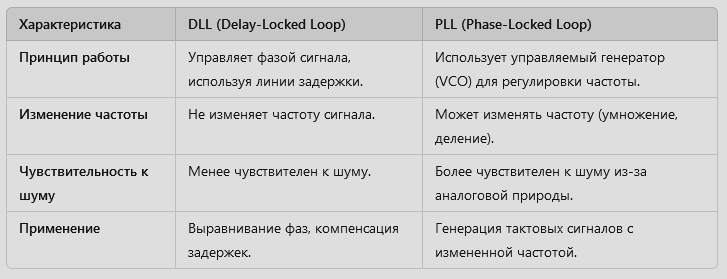 Характеристика DLL (Delay-Locked Loop) PLL (Phase-Locked Loop)
Принцип работы Управляет фазой сигнала, Использует управляемый генератор
используя линии задержки. (VCO) для регулировки частоты.
Изменение частоты Не изменяет частоту сигнала. Может изменять частоту (умножение,
деление).
Чувствительность к Менее чувствителен к шуму. Более чувствителен к шуму из-за
шуму аналоговой природы.
Применение Выравнивание фаз, компенсация Генерация тактовых сигналов с
задержек. измененной частотой.